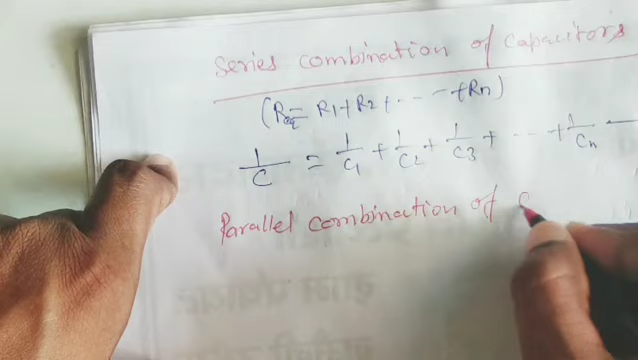 Series combination of capacitors
(Req = R1+R2+ ---- +Rn)
1/C = 1/C1 + 1/C2 + 1/C3 + --- + 1/Cn —
Parallel combination of